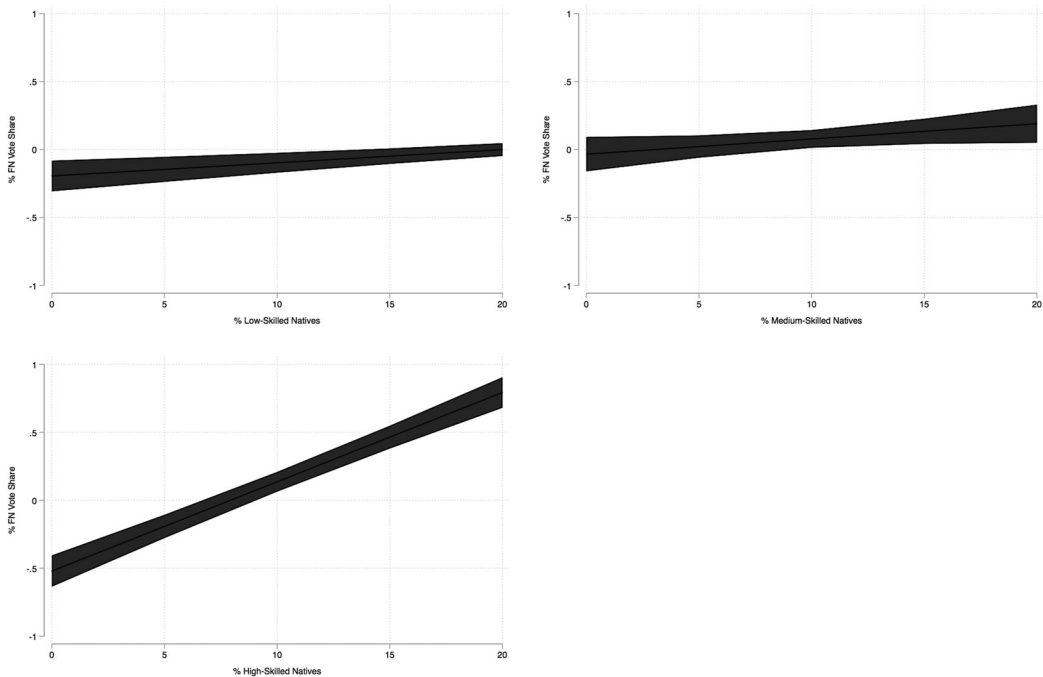 1
.5
0
-.5
-1
% FN Vote Share
0 5 10 15 20
% Low-Skilled Natives
1
.5
0
-.5
-1
% FN Vote Share
0 5 10 15 20
% Medium-Skilled Natives
1
.5
0
-.5
-1
% FN Vote Share
0 5 10 15 20
% High-Skilled Natives